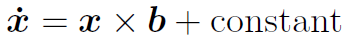 ẋ = x × b + constant